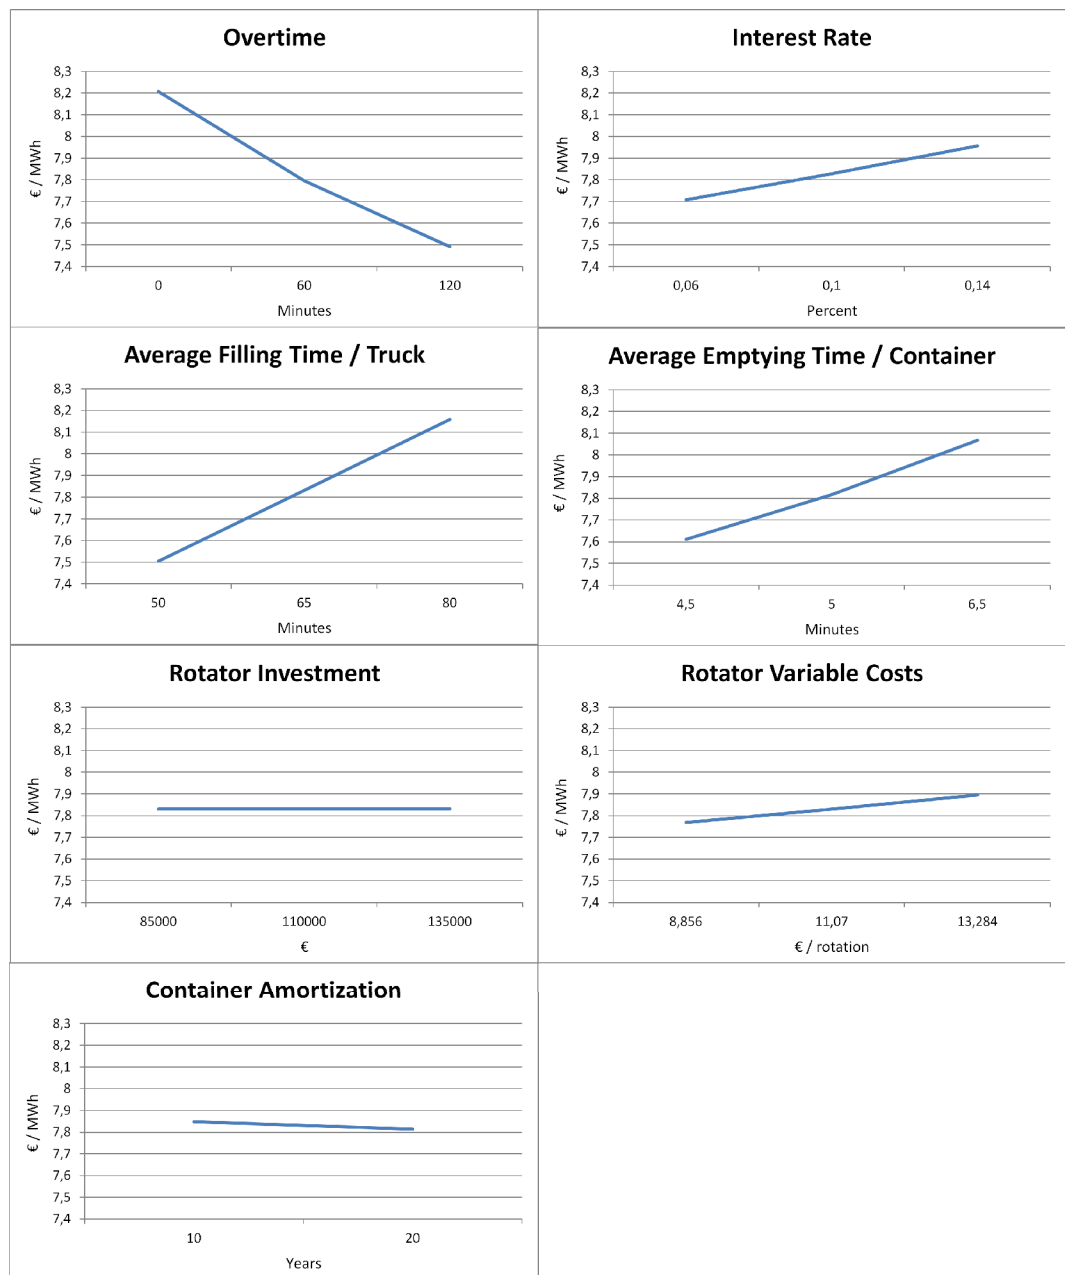 Overtime
€ / MWh
8,3
8,2
8,1
8
7,9
7,8
7,7
7,6
7,5
7,4
0 60 120
Minutes
Interest Rate
€ / MWh
8,3
8,2
8,1
8
7,9
7,8
7,7
7,6
7,5
7,4
0,06 0,1 0,14
Percent
Average Filling Time / Truck
€ / MWh
8,3
8,2
8,1
8
7,9
7,8
7,7
7,6
7,5
7,4
50 65 80
Minutes
Average Emptying Time / Container
€ / MWh
8,3
8,2
8,1
8
7,9
7,8
7,7
7,6
7,5
7,4
4,5 5 6,5
Minutes
Rotator Investment
€ / MWh
8,3
8,2
8,1
8
7,9
7,8
7,7
7,6
7,5
7,4
85000 110000 135000
€
Rotator Variable Costs
€ / MWh
8,3
8,2
8,1
8
7,9
7,8
7,7
7,6
7,5
7,4
8,856 11,07 13,284
€ / rotation
Container Amortization
€ / MWh
8,3
8,2
8,1
8
7,9
7,8
7,7
7,6
7,5
7,4
10 20
Years